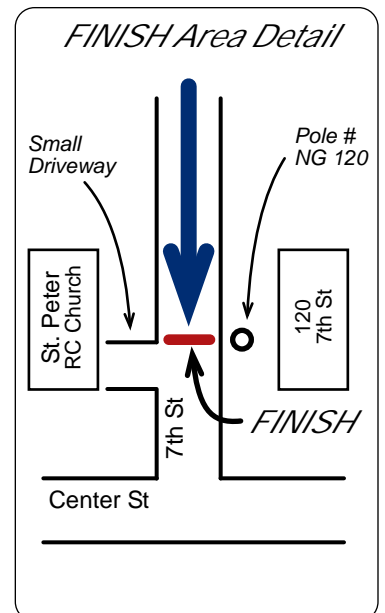 FINISH Area Detail
Small
Driveway
Pole #
NG 120
St. Peter
RC Church
120
7th St
7th St
FINISH
Center St